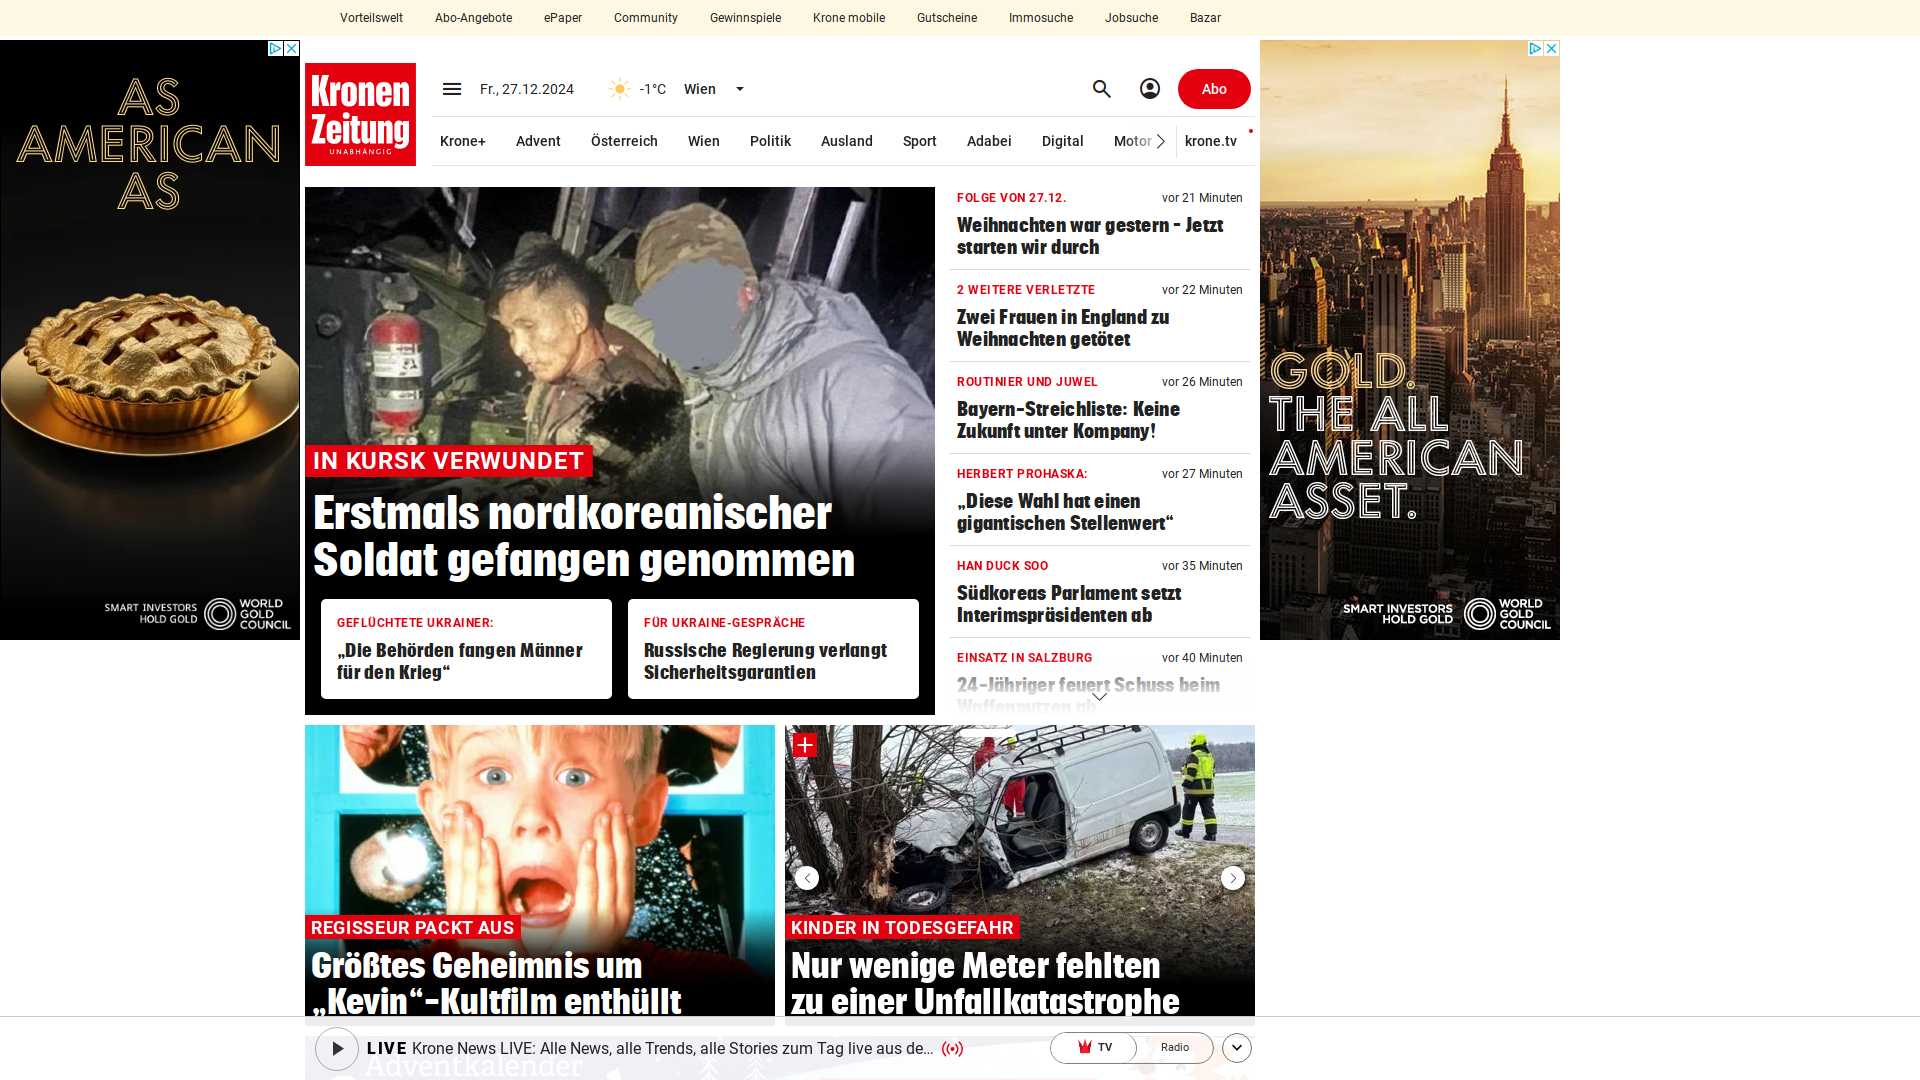 Vorteilswelt
Abo-Angebote
ePaper
Community
Gewinnspiele
Krone mobile
Gutscheine
Immosuche
Jobsuche
Bazar
AS
AMERICAN
AS
SMART INVESTORS
HOLD GOLD
WORLD
GOLD
COUNCIL
Kronen
Zeitung
UNABHÄNGIG
Fr., 27.12.2024
-1°C
Wien
Abo
Krone+
Advent
Österreich
Wien
Politik
Ausland
Sport
Adabei
Digital
Motor
krone.tv
IN KURSK VERWUNDET
Erstmals nordkoreanischer
Soldat gefangen genommen
GEFLÜCHTETE UKRAINER:
„Die Behörden fangen Männer
für den Krieg“
FÜR UKRAINE-GESPRÄCHE
Russische Regierung verlangt
Sicherheitsgarantien
FOLGE VON 27.12.
vor 21 Minuten
Weihnachten war gestern – Jetzt
starten wir durch
2 WEITERE VERLETZTE
vor 22 Minuten
Zwei Frauen in England zu
Weihnachten getötet
ROUTINIER UND JUWEL
vor 26 Minuten
Bayern-Streichliste: Keine
Zukunft unter Kompany!
HERBERT PROHASKA:
vor 27 Minuten
„Diese Wahl hat einen
gigantischen Stellenwert“
HAN DUCK SOO
vor 35 Minuten
Südkoreas Parlament setzt
Interimspräsidenten ab
EINSATZ IN SALZBURG
vor 40 Minuten
24-Jähriger feuert Schuss beim
Waffenputzen ab
GOLD.
THE ALL
AMERICAN
ASSET.
SMART INVESTORS
HOLD GOLD
WORLD
GOLD
COUNCIL
REGISSEUR PACKT AUS
Größtes Geheimnis um
„Kevin“-Kultfilm enthüllt
KINDER IN TODESGEFAHR
Nur wenige Meter fehlten
zu einer Unfallkatastrophe
LIVE Krone News LIVE: Alle News, alle Trends, alle Stories zum Tag live aus de...
TV
Radio
Adventkalender